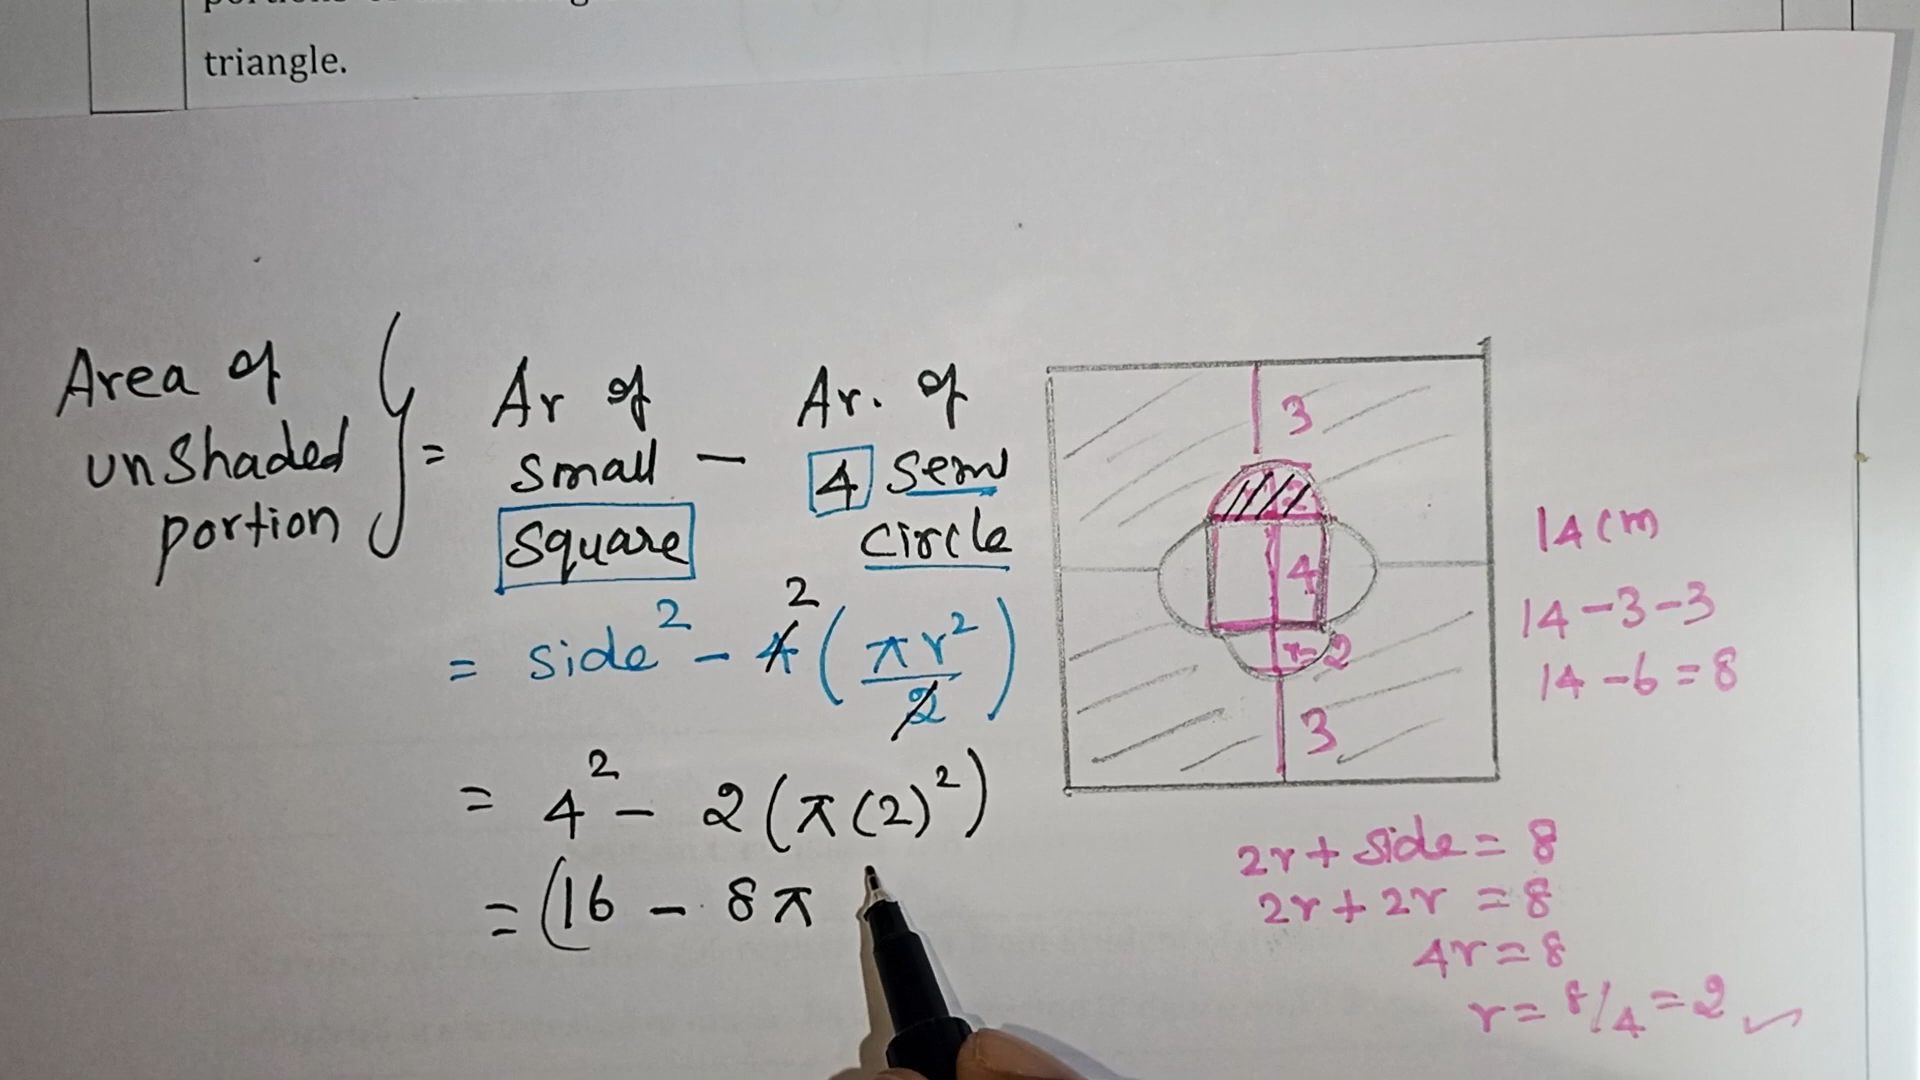 triangle.
Area of
unshaded
portion
= Ar of small square - Ar. of 4 semi circle
= side² - 4 2 (πr²/2)
= 4² - 2(π(2)²)
= (16 - 8π
3
4
r=2
3
14 cm
14-3-3
14-6=8
2r + side = 8
2r + 2r = 8
4r = 8
r = 8/4 = 2